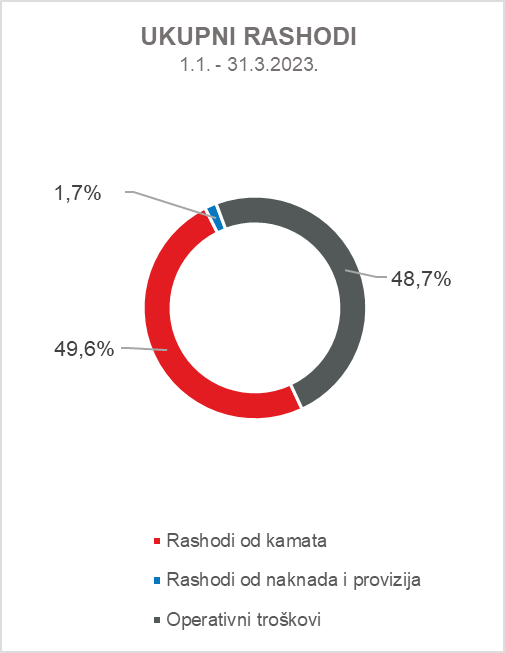 UKUPNI RASHODI
1.1. - 31.3.2023.
1,7%
48,7%
49,6%
Rashodi od kamata
Rashodi od naknada i provizija
Operativni troškovi